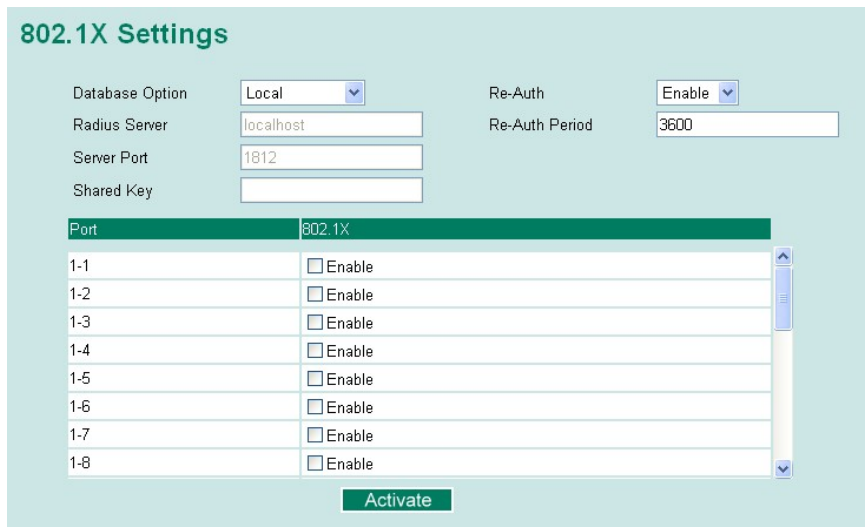 802.1X Settings
Database Option Local Re-Auth Enable
Radius Server localhost Re-Auth Period 3600
Server Port 1812
Shared Key
Port 802.1X
1-1 Enable
1-2 Enable
1-3 Enable
1-4 Enable
1-5 Enable
1-6 Enable
1-7 Enable
1-8 Enable
Activate